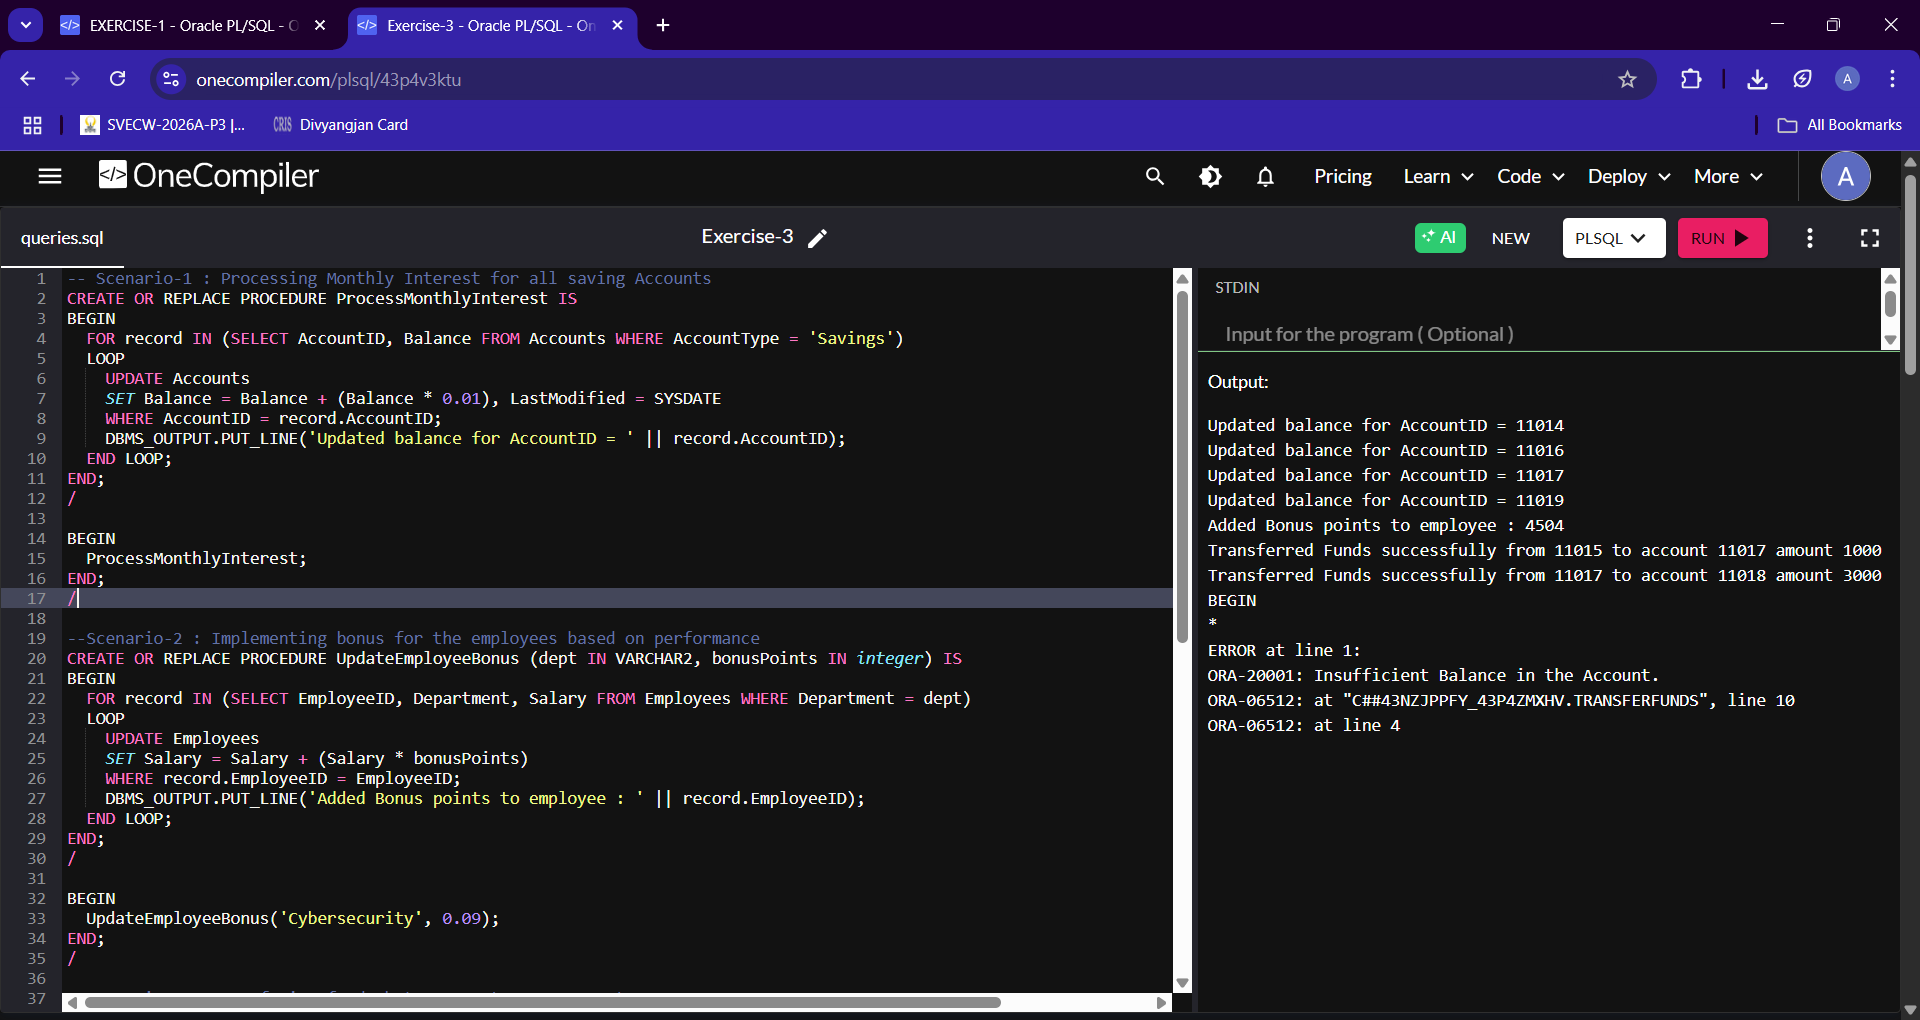 EXERCISE-1 - Oracle PL/SQL - O
Exercise-3 - Oracle PL/SQL - On
onecompiler.com/plsql/43p4v3ktu
A
SVECW-2026A-P3 |...
CRIS Divyangjan Card
All Bookmarks
</> OneCompiler
Pricing
Learn
Code
Deploy
More
A
queries.sql
Exercise-3
AI
NEW
PLSQL
RUN
1 -- Scenario-1 : Processing Monthly Interest for all saving Accounts
2 CREATE OR REPLACE PROCEDURE ProcessMonthlyInterest IS
3 BEGIN
4 FOR record IN (SELECT AccountID, Balance FROM Accounts WHERE AccountType = 'Savings')
5 LOOP
6 UPDATE Accounts
7 SET Balance = Balance + (Balance * 0.01), LastModified = SYSDATE
8 WHERE AccountID = record.AccountID;
9 DBMS_OUTPUT.PUT_LINE('Updated balance for AccountID = ' || record.AccountID);
10 END LOOP;
11 END;
12 /
13
14 BEGIN
15 ProcessMonthlyInterest;
16 END;
17 /
18
19 --Scenario-2 : Implementing bonus for the employees based on performance
20 CREATE OR REPLACE PROCEDURE UpdateEmployeeBonus (dept IN VARCHAR2, bonusPoints IN integer) IS
21 BEGIN
22 FOR record IN (SELECT EmployeeID, Department, Salary FROM Employees WHERE Department = dept)
23 LOOP
24 UPDATE Employees
25 SET Salary = Salary + (Salary * bonusPoints)
26 WHERE record.EmployeeID = EmployeeID;
27 DBMS_OUTPUT.PUT_LINE('Added Bonus points to employee : ' || record.EmployeeID);
28 END LOOP;
29 END;
30 /
31
32 BEGIN
33 UpdateEmployeeBonus('Cybersecurity', 0.09);
34 END;
35 /
36
37
STDIN
Input for the program ( Optional )
Output:
Updated balance for AccountID = 11014
Updated balance for AccountID = 11016
Updated balance for AccountID = 11017
Updated balance for AccountID = 11019
Added Bonus points to employee : 4504
Transferred Funds successfully from 11015 to account 11017 amount 1000
Transferred Funds successfully from 11017 to account 11018 amount 3000
BEGIN
*
ERROR at line 1:
ORA-20001: Insufficient Balance in the Account.
ORA-06512: at "C##43NZJPPFY_43P4ZMXHV.TRANSFERFUNDS", line 10
ORA-06512: at line 4